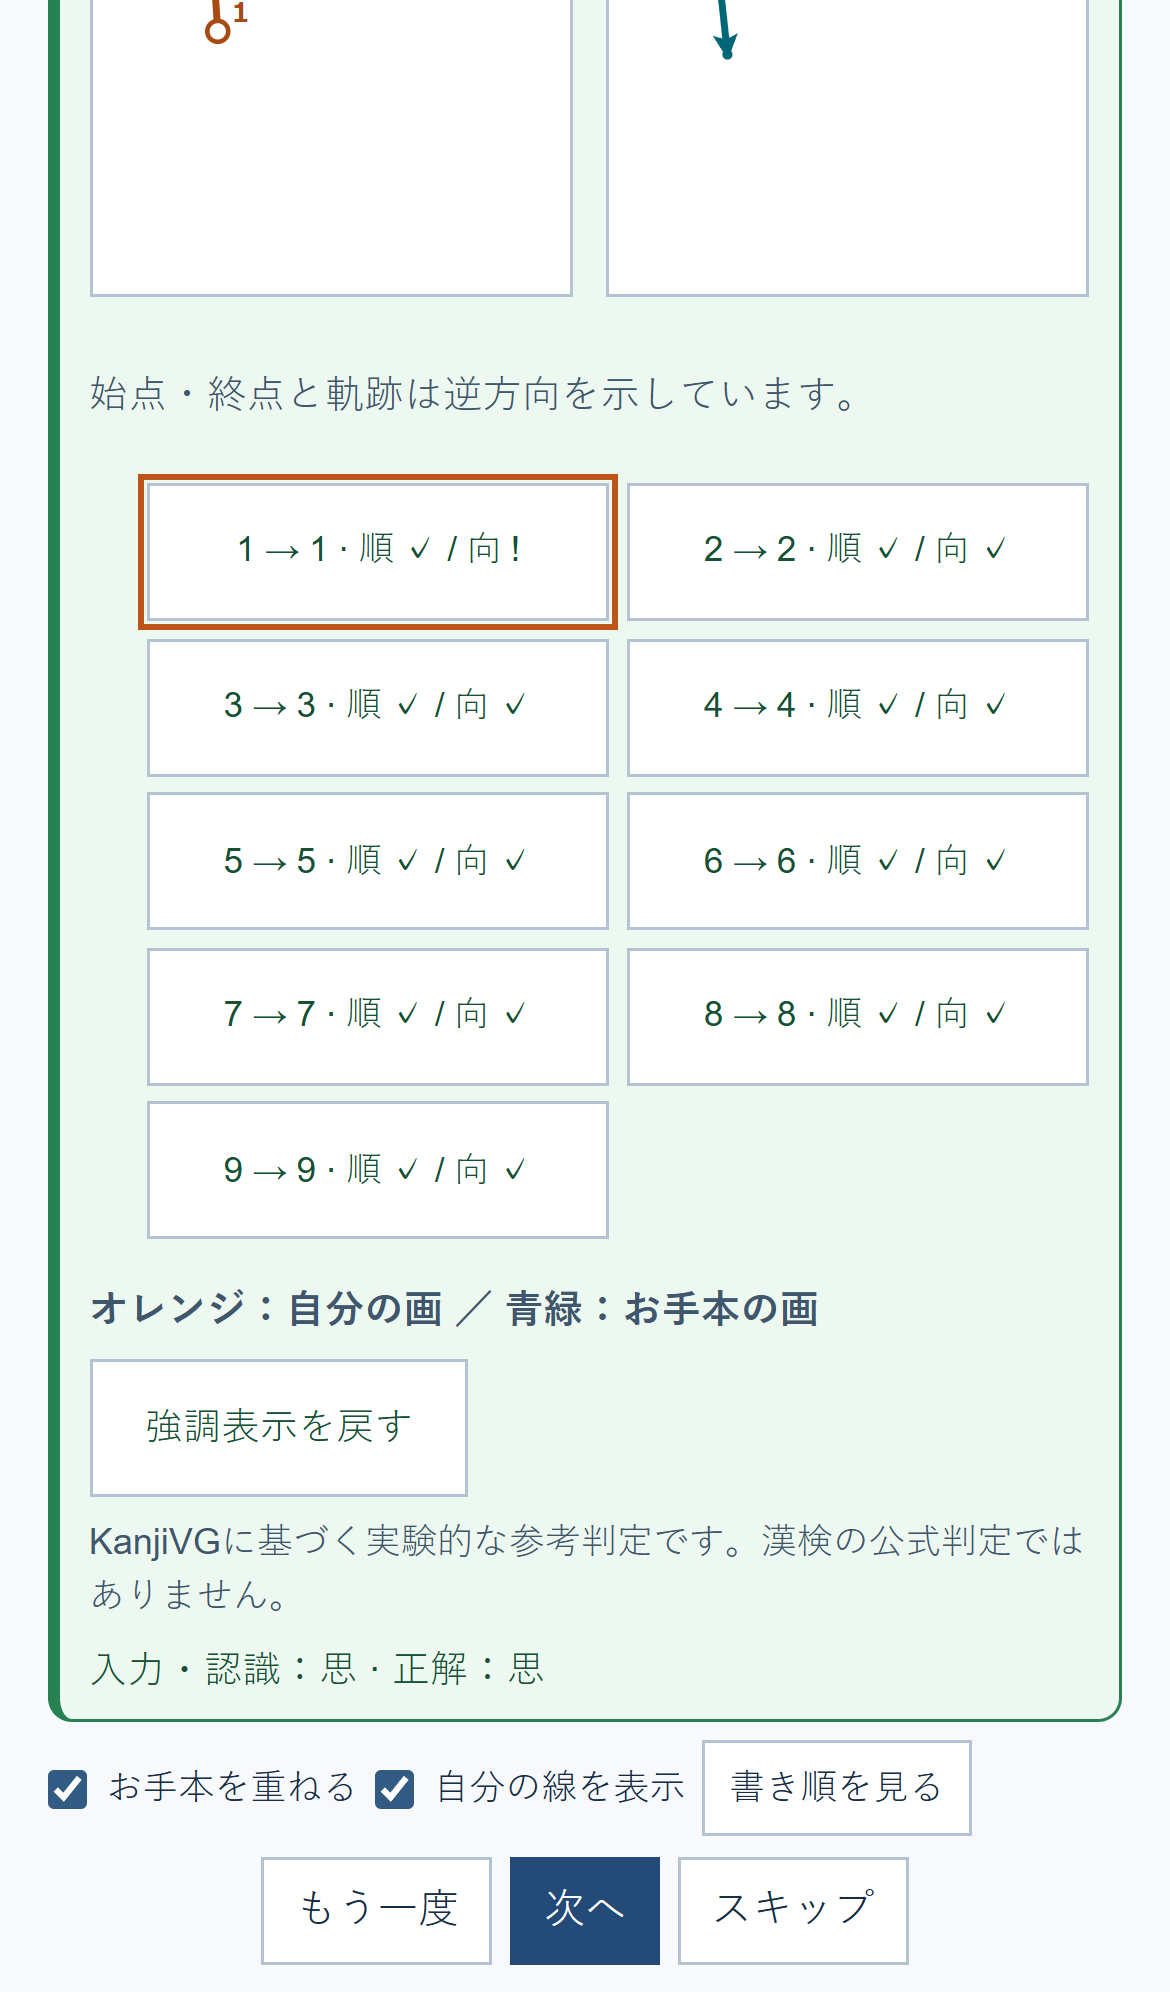 1
始点・終点と軌跡は逆方向を示しています。
1 → 1 · 順 ✓ / 向 !
2 → 2 · 順 ✓ / 向 ✓
3 → 3 · 順 ✓ / 向 ✓
4 → 4 · 順 ✓ / 向 ✓
5 → 5 · 順 ✓ / 向 ✓
6 → 6 · 順 ✓ / 向 ✓
7 → 7 · 順 ✓ / 向 ✓
8 → 8 · 順 ✓ / 向 ✓
9 → 9 · 順 ✓ / 向 ✓
オレンジ：自分の画 ／ 青緑：お手本の画
強調表示を戻す
KanjiVGに基づく実験的な参考判定です。漢検の公式判定では
ありません。
入力・認識：思 · 正解：思
お手本を重ねる 自分の線を表示 書き順を見る
もう一度 次へ スキップ